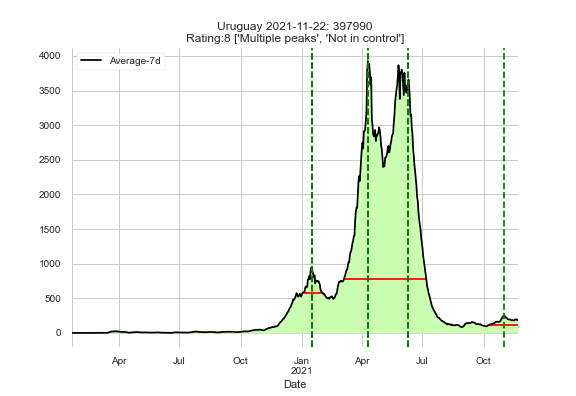 Uruguay 2021-11-22: 397990
Rating:8 ['Multiple peaks', 'Not in control']
Average-7d
4000
3500
3000
2500
2000
1500
1000
500
0
Apr Jul Oct Jan Apr Jul Oct
2021
Date